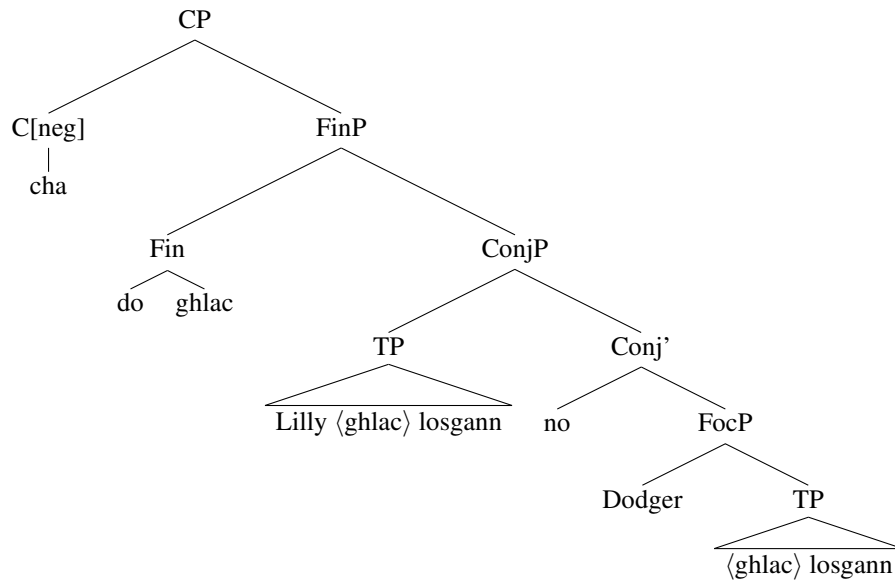 CP
C[neg] FinP
cha
Fin ConjP
do ghlac
TP Conj’
Lilly ⟨ghlac⟩ losgann no FocP
Dodger TP
⟨ghlac⟩ losgann